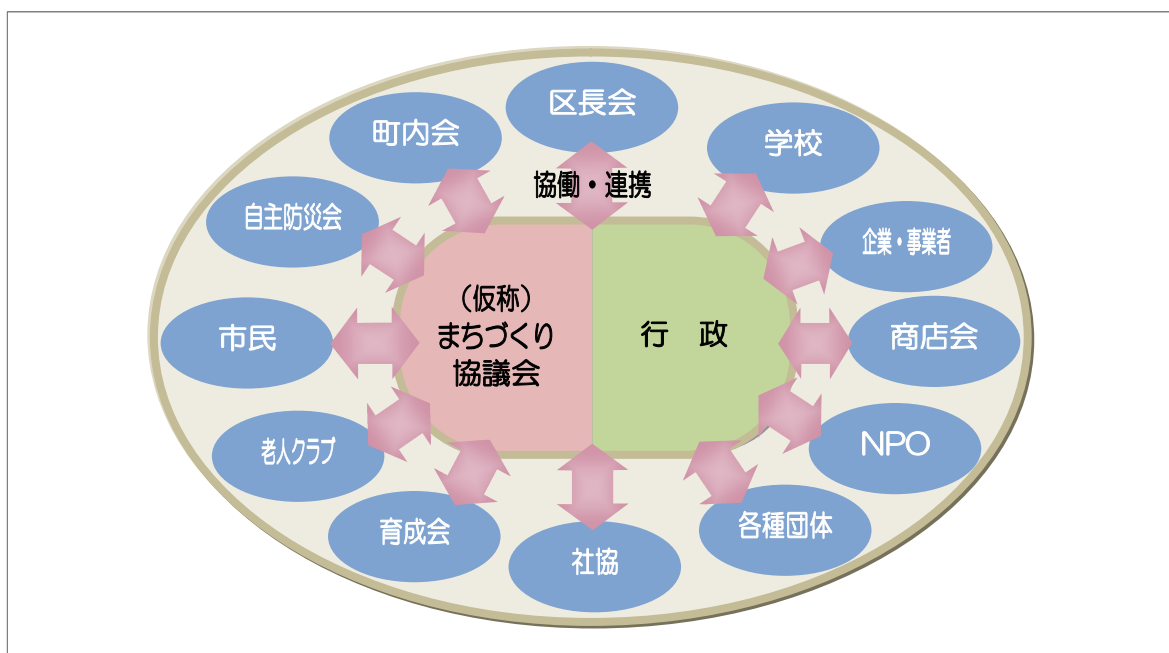 区長会
町内会
学校
協働・連携
自主防災会
企業・事業者
（仮称）
まちづくり
協議会
行　政
市民
商店会
老人クラブ
NPO
育成会
各種団体
社協